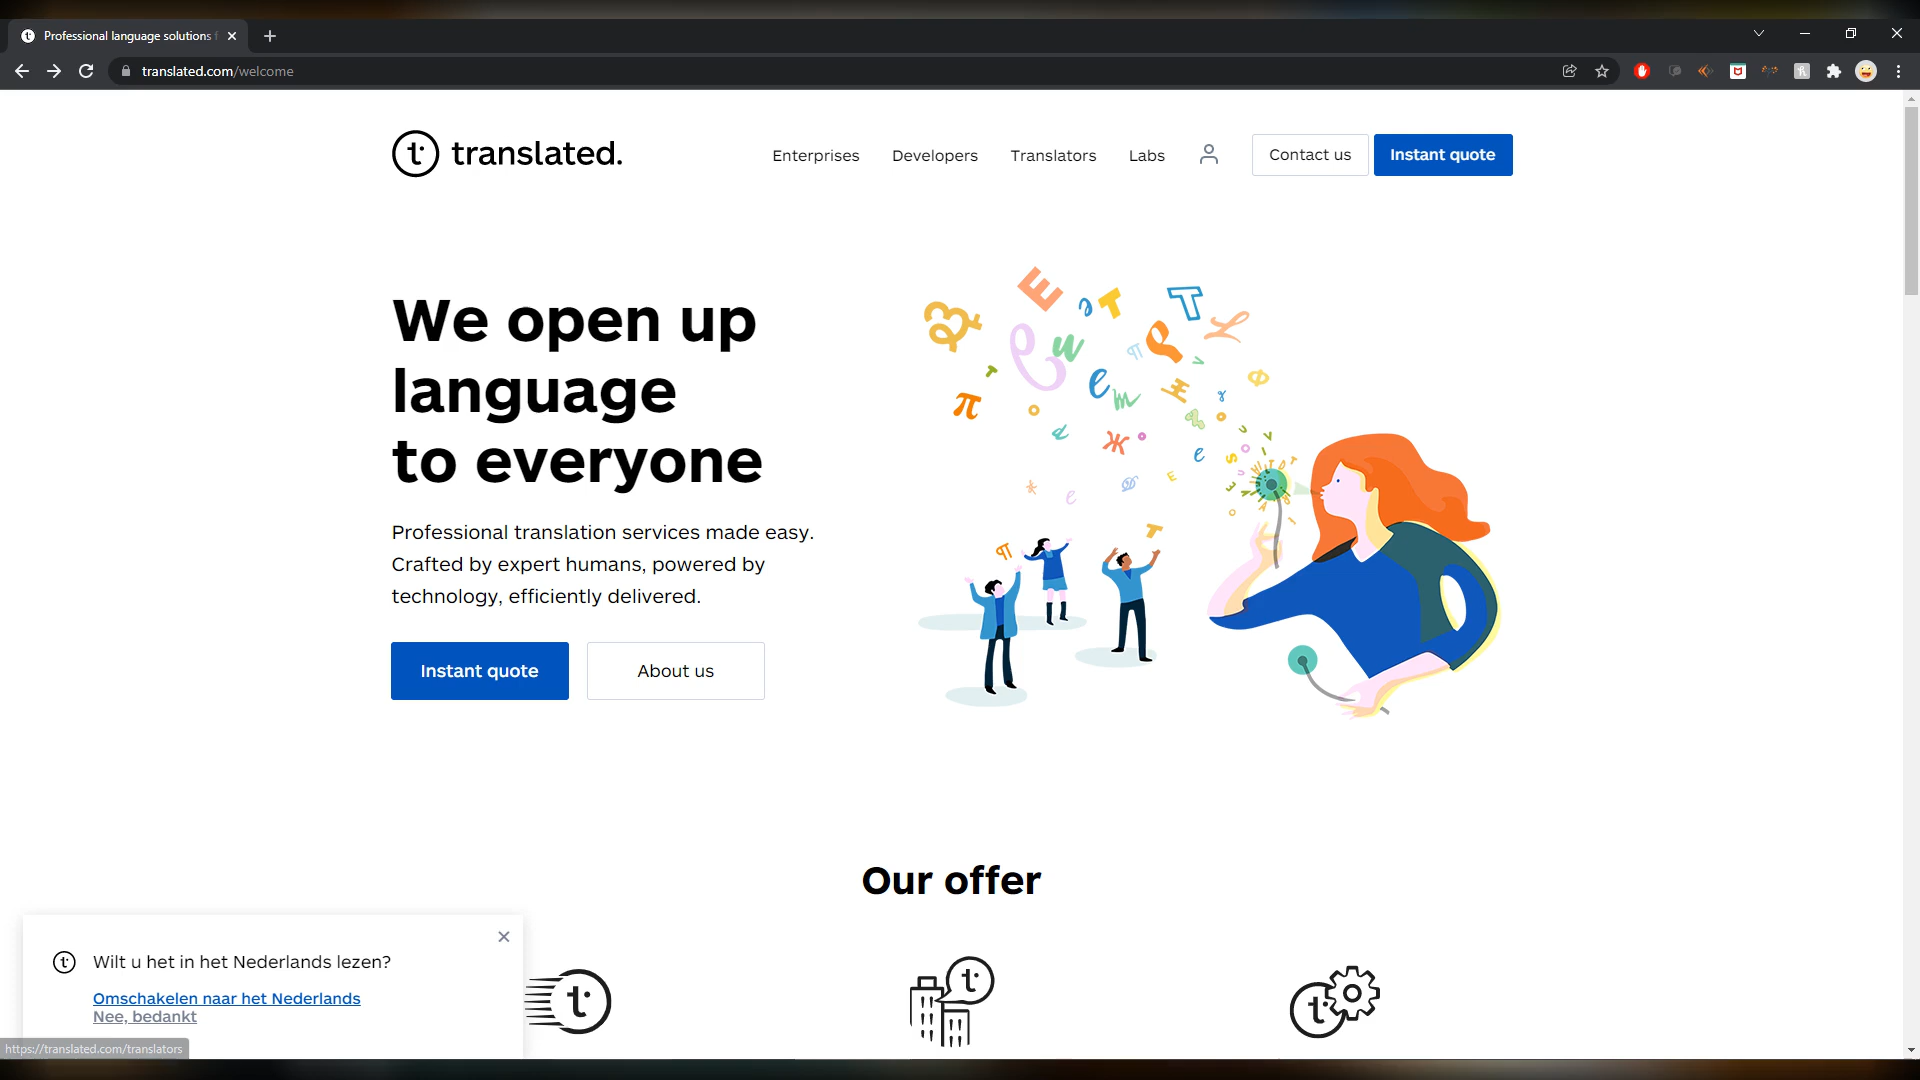 Professional language solutions f
translated.com/welcome
translated.
Enterprises
Developers
Translators
Labs
Contact us
Instant quote
We open up
language
to everyone
Professional translation services made easy.
Crafted by expert humans, powered by
technology, efficiently delivered.
Instant quote
About us
Our offer
Wilt u het in het Nederlands lezen?
Omschakelen naar het Nederlands
Nee, bedankt
https://translated.com/translators